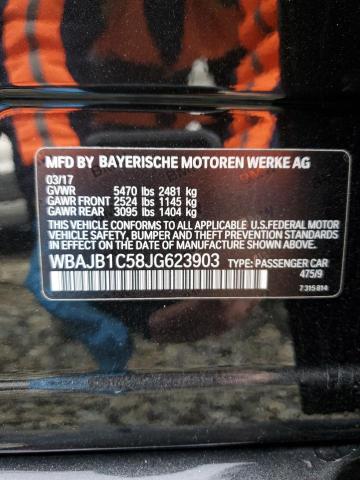 MFD BY BAYERISCHE MOTOREN WERKE AG
03/17
GVWR 5470 lbs 2481 kg
GAWR FRONT 2524 lbs 1145 kg
GAWR REAR 3095 lbs 1404 kg
THIS VEHICLE CONFORMS TO ALL APPLICABLE U.S.FEDERAL MOTOR
VEHICLE SAFETY, BUMPER AND THEFT PREVENTION STANDARDS IN
EFFECT ON THE DATE OF MANUFACTURE SHOWN ABOVE.
WBAJB1C58JG623903 TYPE: PASSENGER CAR
475/9
7 315 814